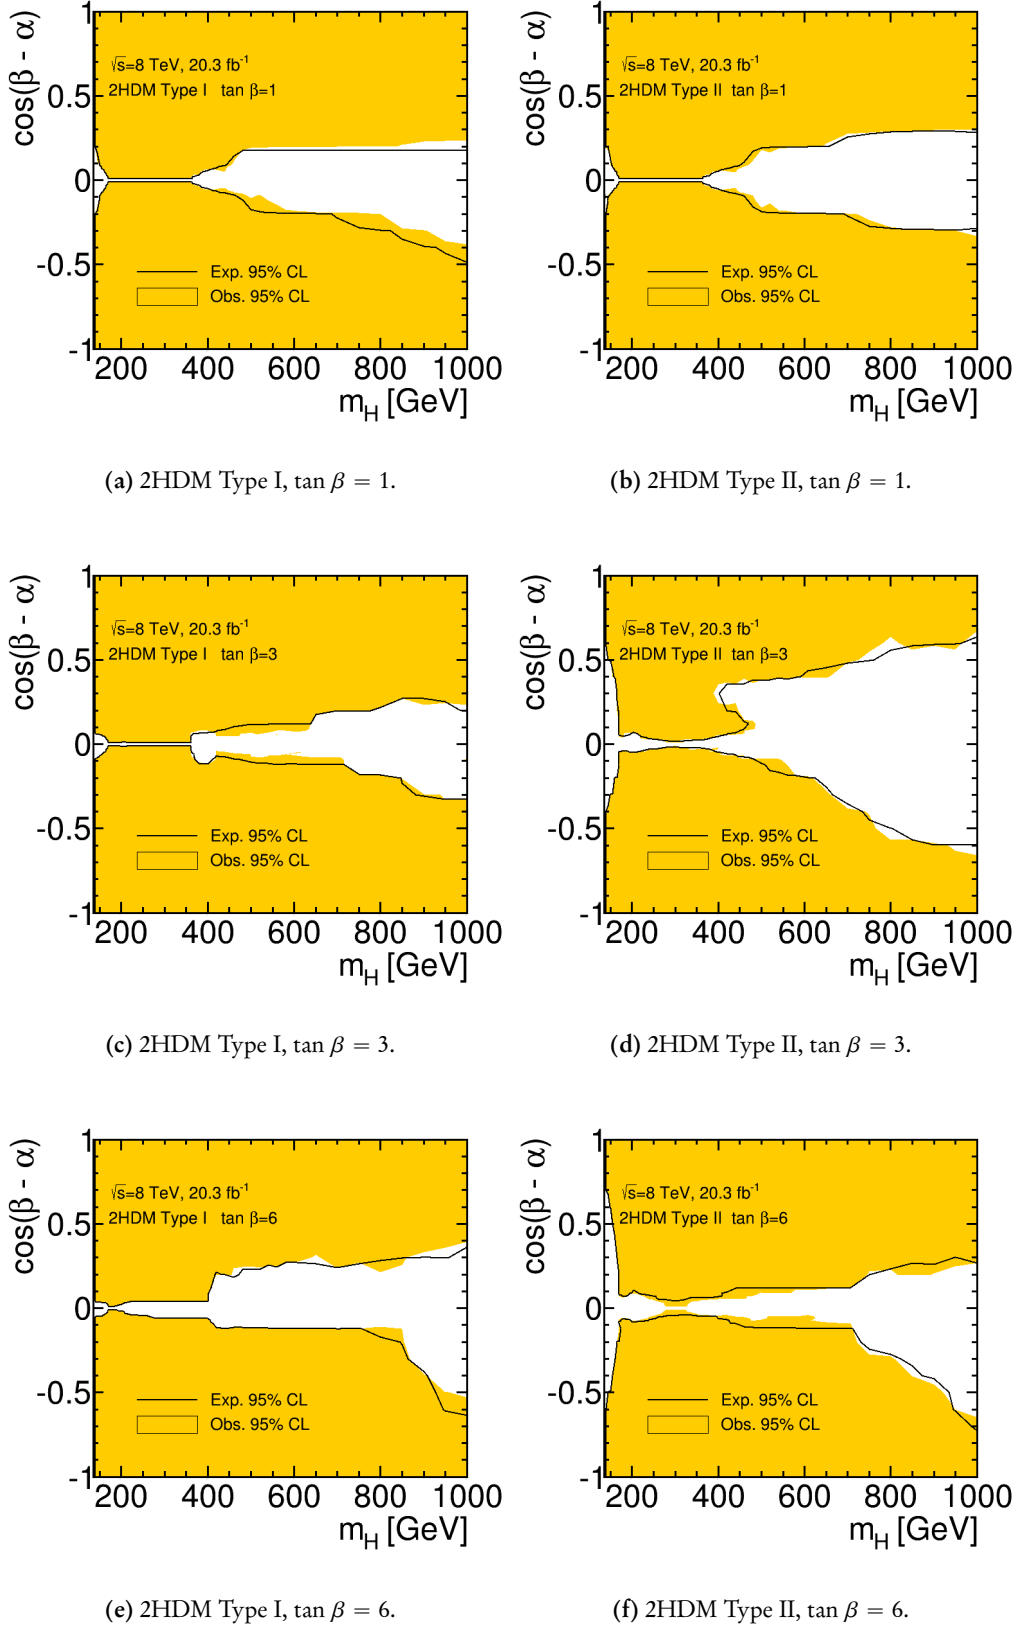 cos(β - α)
1
0.5
0
-0.5
-1
√s=8 TeV, 20.3 fb⁻¹
2HDM Type I tan β=1
Exp. 95% CL
Obs. 95% CL
200 400 600 800 1000
m_H [GeV]
(a) 2HDM Type I, tan β = 1.
cos(β - α)
1
0.5
0
-0.5
-1
√s=8 TeV, 20.3 fb⁻¹
2HDM Type II tan β=1
Exp. 95% CL
Obs. 95% CL
200 400 600 800 1000
m_H [GeV]
(b) 2HDM Type II, tan β = 1.
cos(β - α)
1
0.5
0
-0.5
-1
√s=8 TeV, 20.3 fb⁻¹
2HDM Type I tan β=3
Exp. 95% CL
Obs. 95% CL
200 400 600 800 1000
m_H [GeV]
(c) 2HDM Type I, tan β = 3.
cos(β - α)
1
0.5
0
-0.5
-1
√s=8 TeV, 20.3 fb⁻¹
2HDM Type II tan β=3
Exp. 95% CL
Obs. 95% CL
200 400 600 800 1000
m_H [GeV]
(d) 2HDM Type II, tan β = 3.
cos(β - α)
1
0.5
0
-0.5
-1
√s=8 TeV, 20.3 fb⁻¹
2HDM Type I tan β=6
Exp. 95% CL
Obs. 95% CL
200 400 600 800 1000
m_H [GeV]
(e) 2HDM Type I, tan β = 6.
cos(β - α)
1
0.5
0
-0.5
-1
√s=8 TeV, 20.3 fb⁻¹
2HDM Type II tan β=6
Exp. 95% CL
Obs. 95% CL
200 400 600 800 1000
m_H [GeV]
(f) 2HDM Type II, tan β = 6.